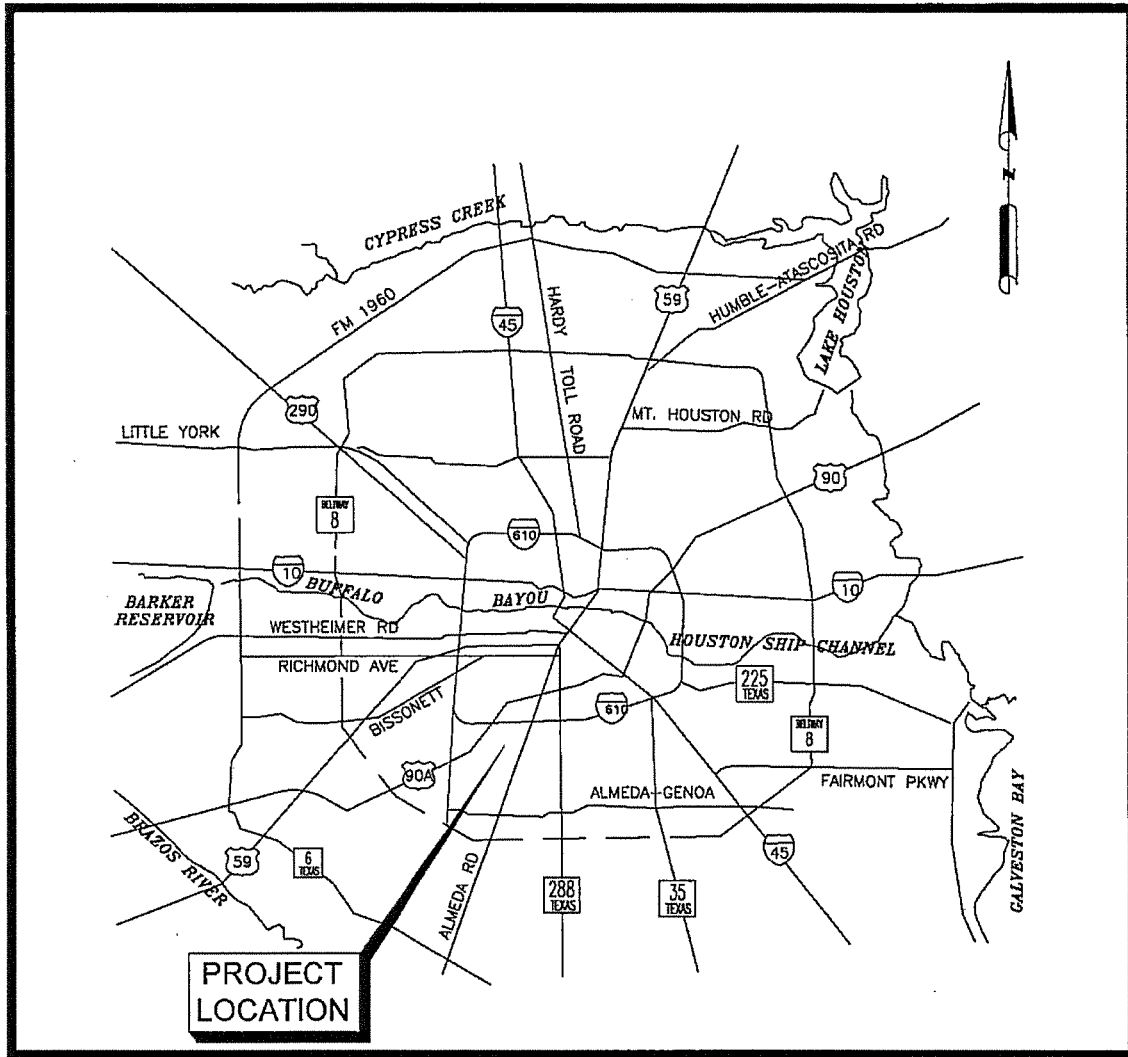 N
CYPRESS CREEK
FM 1960
45
HARDY
TOLL ROAD
59
HUMBLE-ATASCOSITA RD
LAKE HOUSTON
290
LITTLE YORK
MT. HOUSTON RD
90
BELTWAY
8
610
10
BUFFALO
BAYOU
10
BARKER
RESERVOIR
WESTHEIMER RD
HOUSTON SHIP CHANNEL
RICHMOND AVE
225
TEXAS
BISSONETT
610
BELTWAY
8
90A
FAIRMONT PKWY
ALMEDA-GENOA
GALVESTON BAY
BRAZOS RIVER
59
6
TEXAS
45
ALMEDA RD
288
TEXAS
35
TEXAS
PROJECT
LOCATION